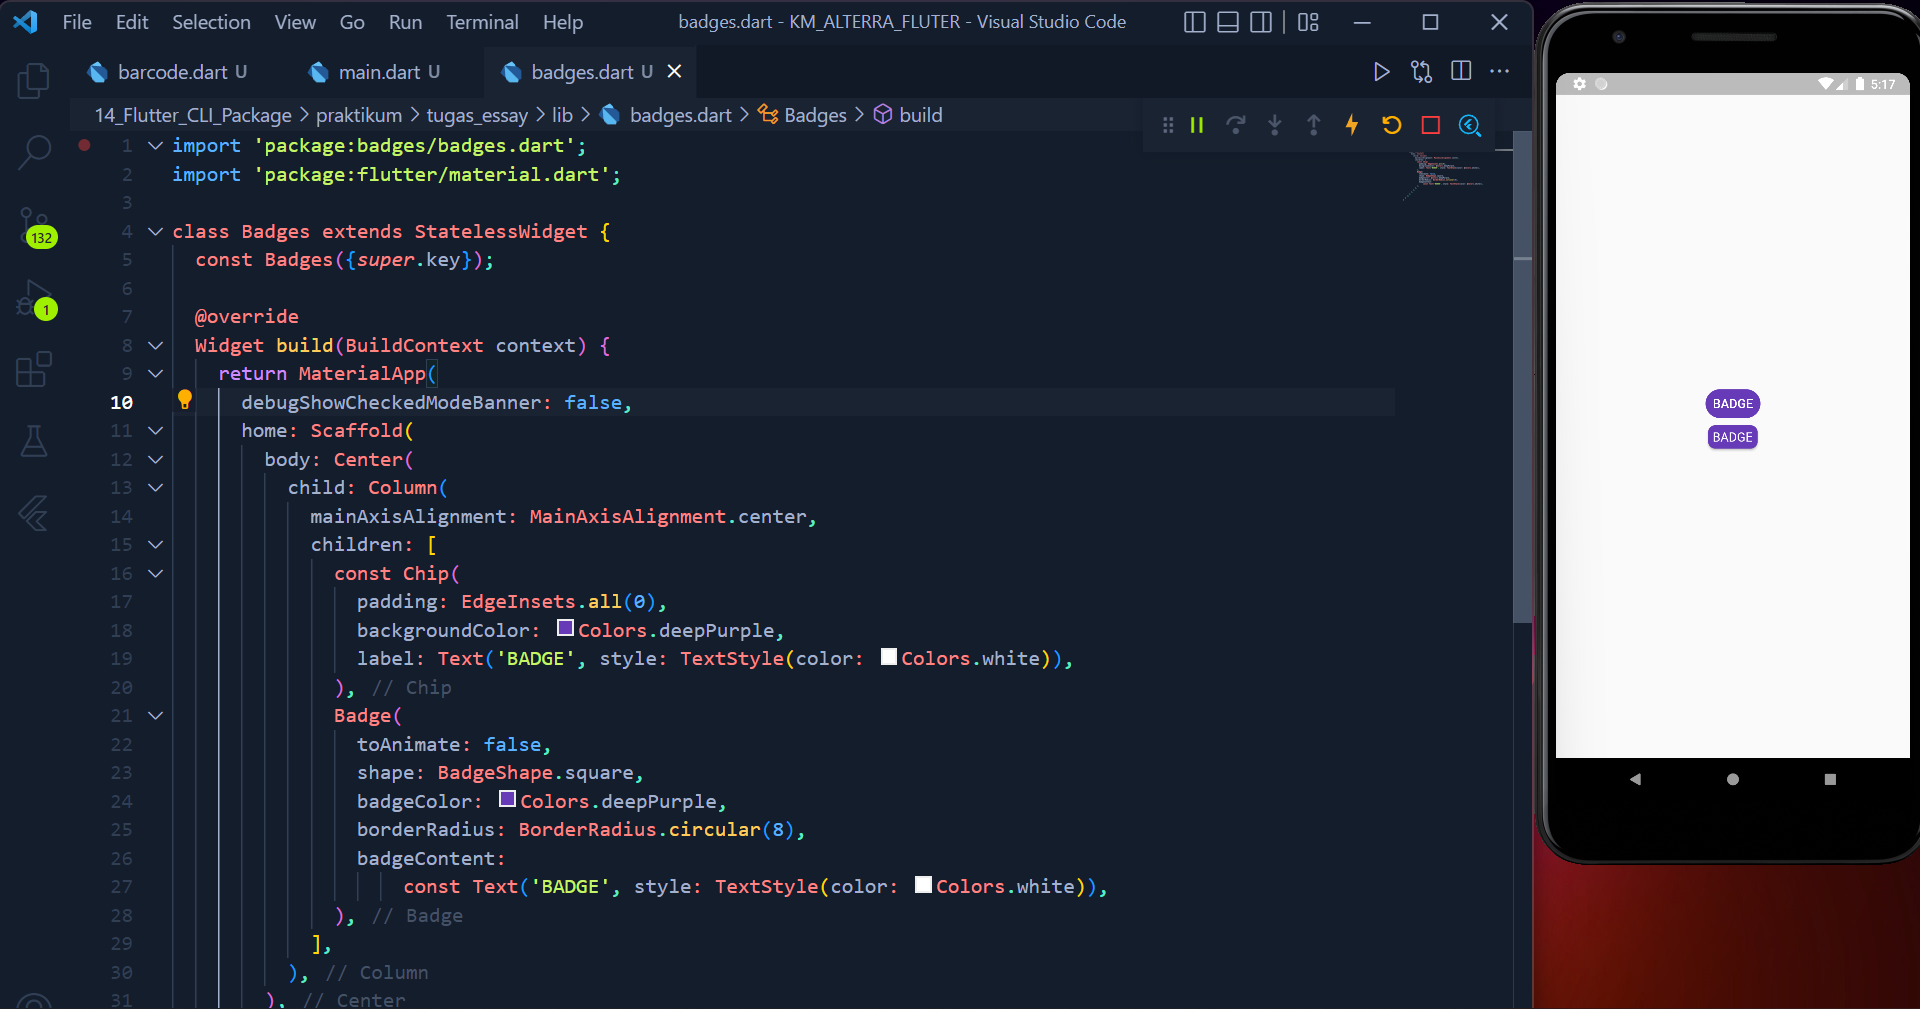 File Edit Selection View Go Run Terminal Help
badges.dart - KM_ALTERRA_FLUTER - Visual Studio Code
barcode.dart U
main.dart U
badges.dart U
14_Flutter_CLI_Package > praktikum > tugas_essay > lib > badges.dart > Badges > build
132
1
1 import 'package:badges/badges.dart';
2 import 'package:flutter/material.dart';
3
4 class Badges extends StatelessWidget {
5 const Badges({super.key});
6
7 @override
8 Widget build(BuildContext context) {
9 return MaterialApp(
10 debugShowCheckedModeBanner: false,
11 home: Scaffold(
12 body: Center(
13 child: Column(
14 mainAxisAlignment: MainAxisAlignment.center,
15 children: [
16 const Chip(
17 padding: EdgeInsets.all(0),
18 backgroundColor: Colors.deepPurple,
19 label: Text('BADGE', style: TextStyle(color: Colors.white)),
20 ), // Chip
21 Badge(
22 toAnimate: false,
23 shape: BadgeShape.square,
24 badgeColor: Colors.deepPurple,
25 borderRadius: BorderRadius.circular(8),
26 badgeContent:
27 const Text('BADGE', style: TextStyle(color: Colors.white)),
28 ), // Badge
29 ],
30 ), // Column
31 ), // Center
5:17
BADGE
BADGE